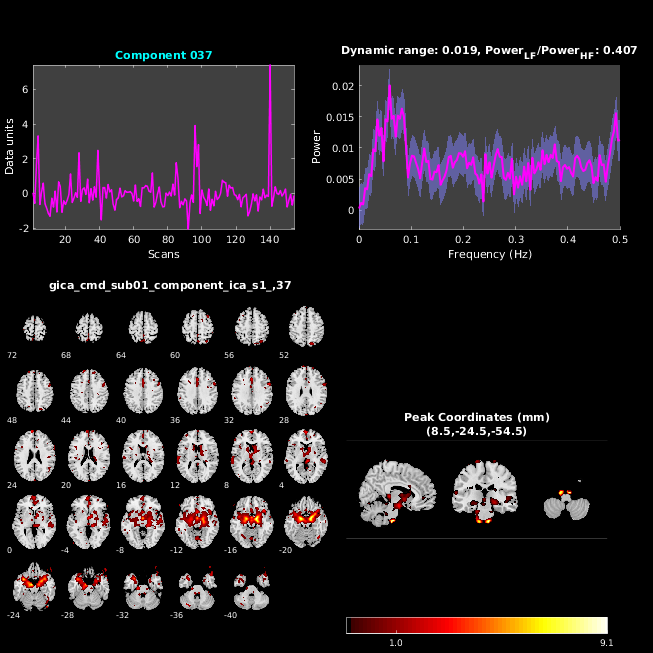 Component 037
Dynamic range: 0.019, Power_LF/Power_HF: 0.407
Data units
6
4
2
0
-2
20 40 60 80 100 120 140
Scans
Power
0.02
0.015
0.01
0.005
0
0 0.1 0.2 0.3 0.4 0.5
Frequency (Hz)
gica_cmd_sub01_component_ica_s1_,37
72 68 64 60 56 52
48 44 40 36 32 28
24 20 16 12 8 4
0 -4 -8 -12 -16 -20
-24 -28 -32 -36 -40
Peak Coordinates (mm)
(8.5,-24.5,-54.5)
1.0 9.1